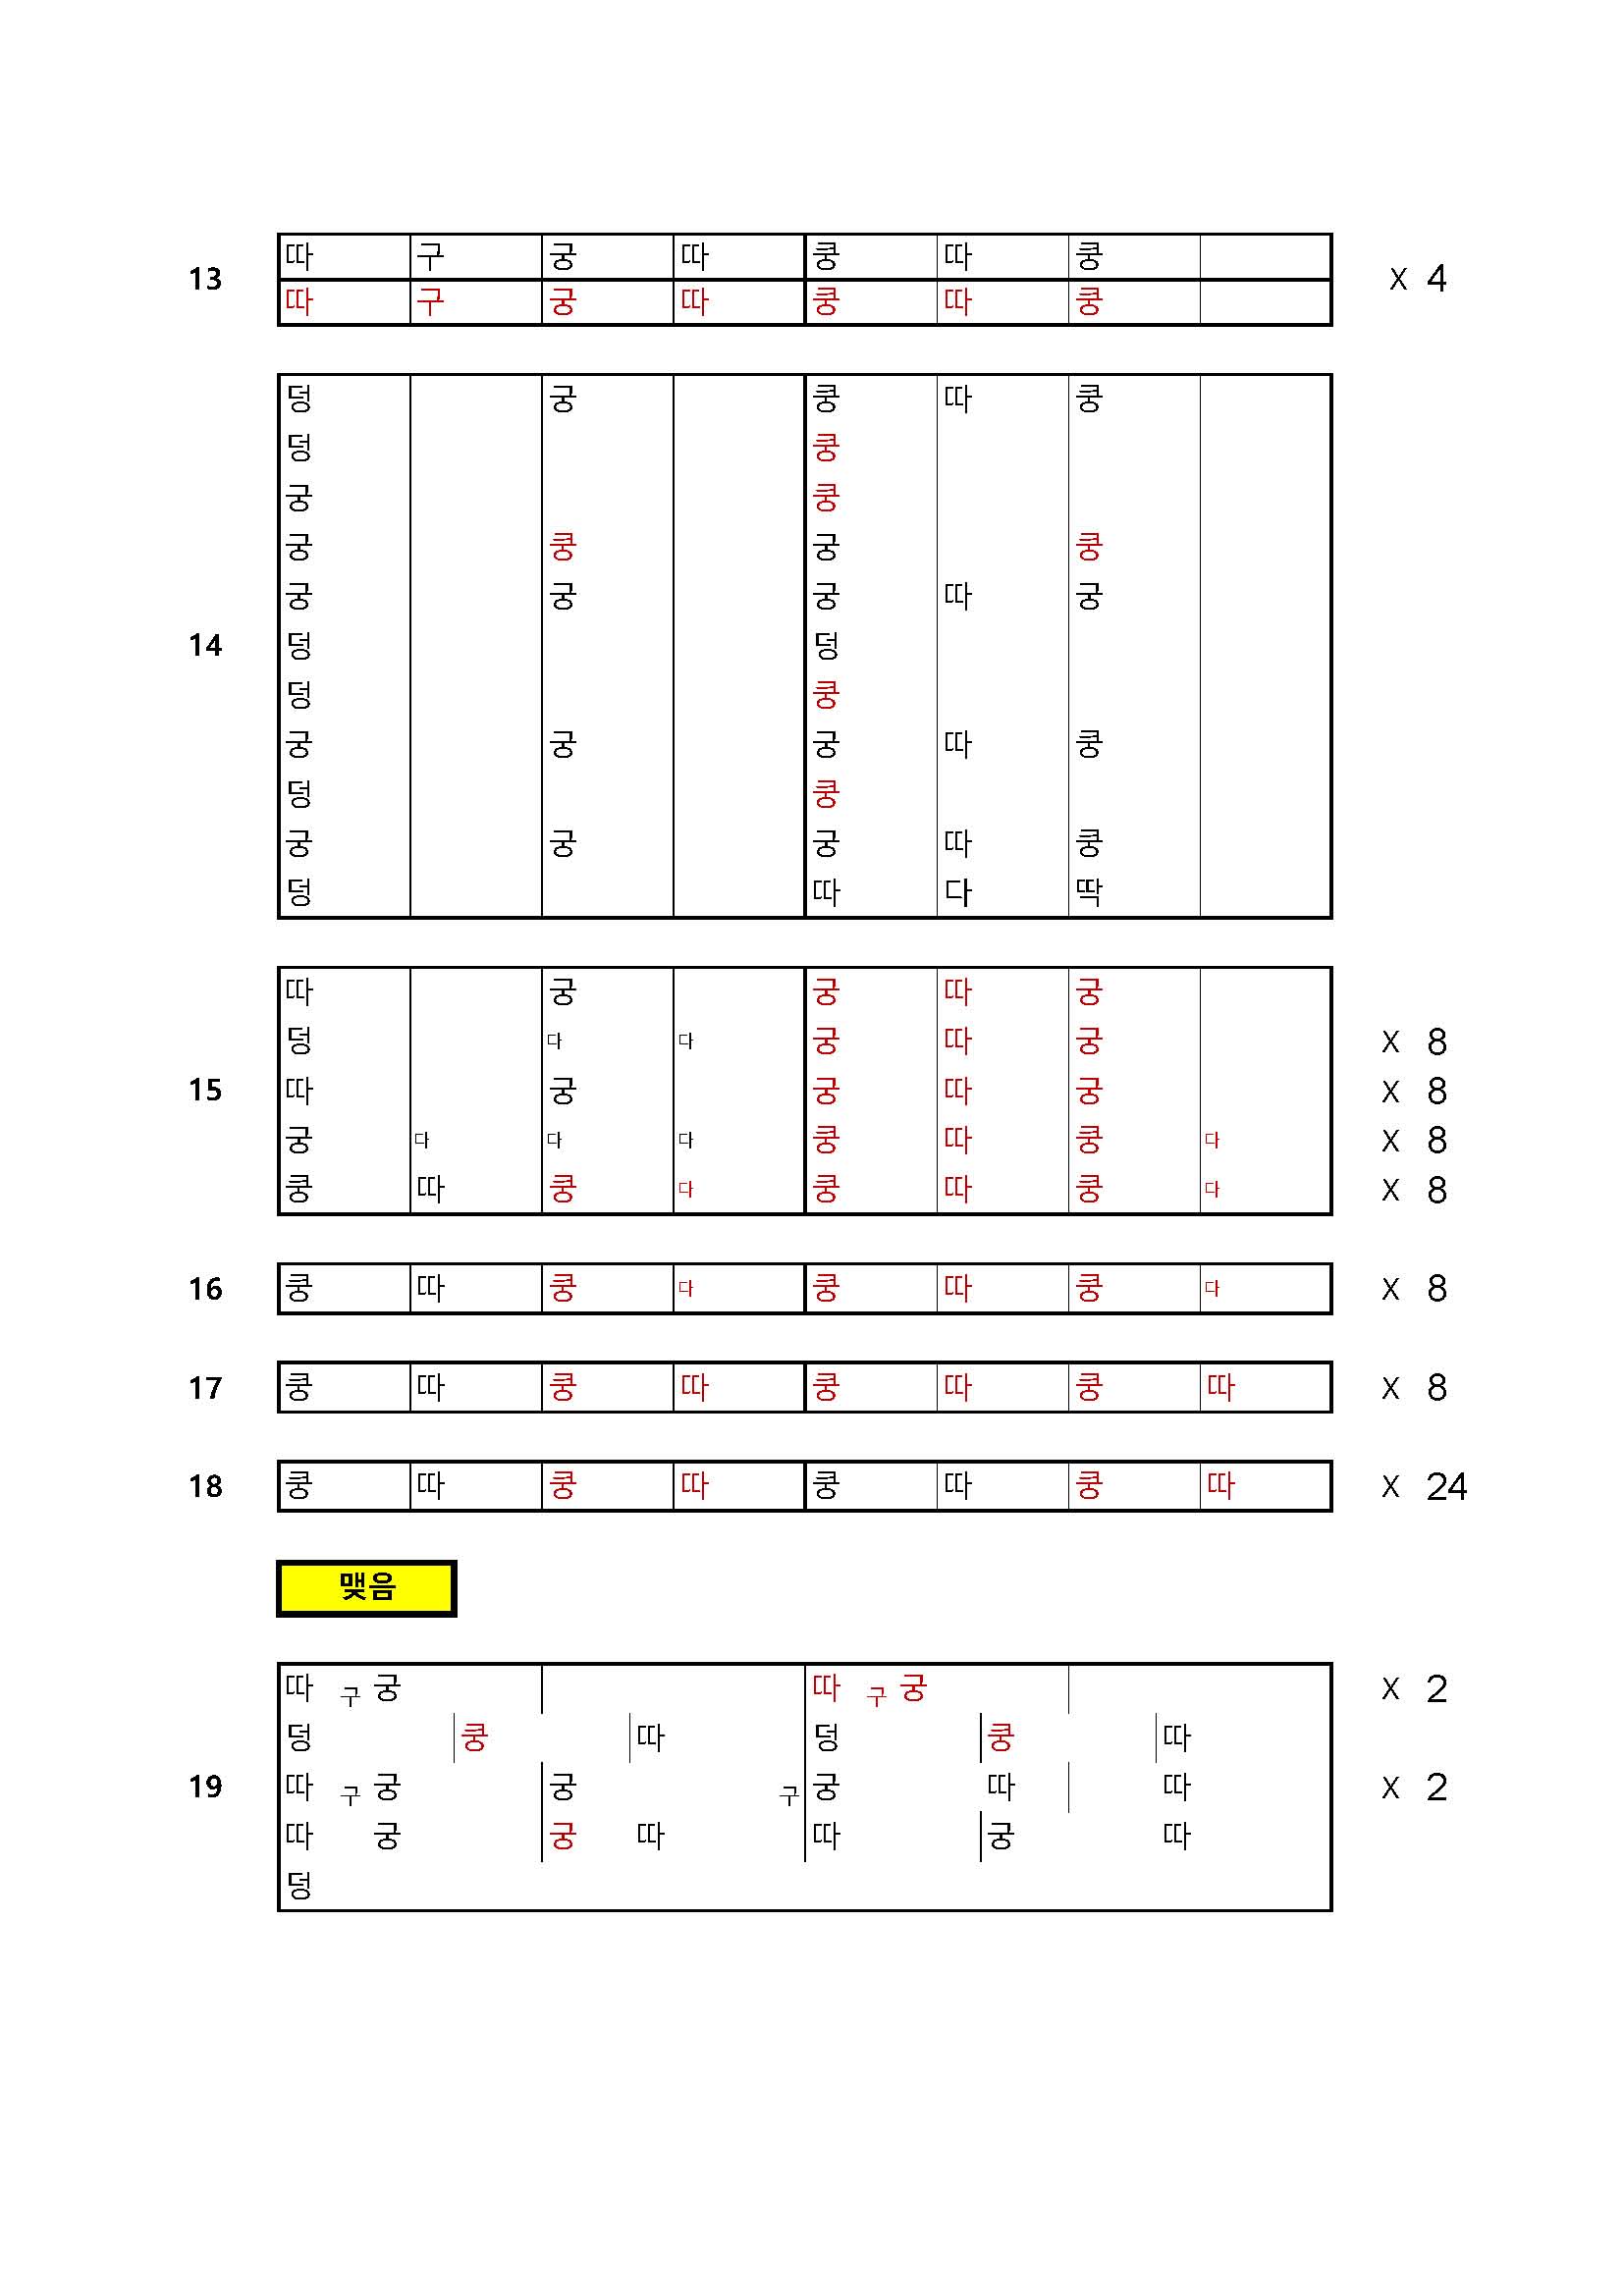 따 구 궁 따 쿵 따 쿵
13 X 4
따 구 궁 따 쿵 따 쿵
덩 궁 쿵 따 쿵
덩 쿵
궁 쿵
궁 쿵 궁 쿵
궁 궁 궁 따 궁
14 덩 덩
덩 쿵
궁 궁 궁 따 쿵
덩 쿵
궁 궁 궁 따 쿵
덩 따 다 딱
따 궁 궁 따 궁
덩 다 다 궁 따 궁 X 8
15 따 궁 궁 따 궁 X 8
궁 다 다 다 쿵 따 쿵 다 X 8
쿵 따 쿵 다 쿵 따 쿵 다 X 8
16 쿵 따 쿵 다 쿵 따 쿵 다 X 8
17 쿵 따 쿵 따 쿵 따 쿵 따 X 8
18 쿵 따 쿵 따 쿵 따 쿵 따 X 24
맺음
따 구 궁 따 구 궁 X 2
덩 쿵 따 덩 쿵 따
19 따 구 궁 궁 구 궁 따 따 X 2
따 궁 궁 따 따 궁 따
덩